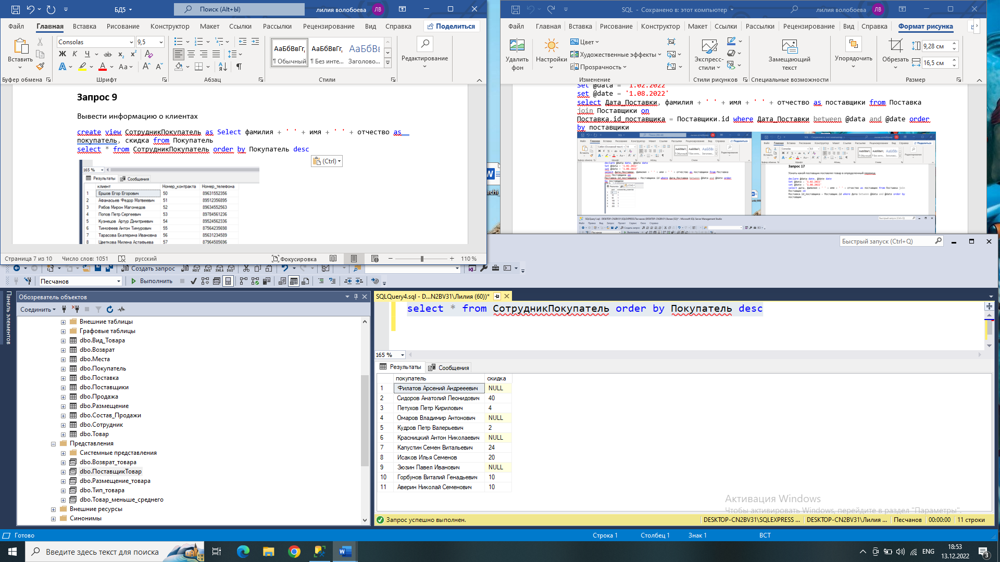 БД5
Поиск (Alt+Ы)
лилия волобоева
ЛВ
Файл Главная Вставка Рисование Конструктор Макет Ссылки Рассылки Рецензирование Вид Справка Поделиться
Вставить
Буфер обмена
Consolas 9,5
Шрифт
Абзац
АаБбВвГг,
¶ Обычный
АаБбВвГг,
¶ Без инте...
АаБбВı
Заголово...
Стили
Редактирование
Запрос 9
Вывести информацию о клиентах
create view СотрудникПокупатель as Select фамилия + ' ' + имя + ' ' + отчество as
покупатель, скидка from Покупатель
select * from СотрудникПокупатель order by Покупатель desc
(Ctrl)
165 %
Результаты Сообщения
клиент Номер_контракта Номер_телефона
1 Ершов Егор Егорович 50 89631552356
2 Афанасьев Федор Матвеевич 51 89512356895
3 Рябов Мирон Магомедов 52 89634552563
4 Попов Петр Сергеевич 53 89784561236
5 Кузнецов Артур Дмитриевич 54 89524562336
6 Тимофеев Антон Тимурович 55 87564235698
7 Тарасова Екатерина Ивановна 56 85631234589
8 Цветкова Милена Астафьева 57 87964585696
Страница 7 из 10 Число слов: 1051 русский Фокусировка 110 %
SQL - Сохранено в: этот компьютер
лилия волобоева
ЛВ
Файл Главная Вставка Рисование Конструктор Макет Ссылки Рассылки Рецензирование Вид Справка Формат рисунка
Удалить фон
Настройки
Цвет
Художественные эффекты
Прозрачность
Изменение
Экспресс-стили
Стили рисунков
Замещающий текст
Специальные возможности
Упорядочить
Обрезать
9,28 см
16,5 см
Размер
Set @data = '1.02.2022'
set @date = '1.08.2022'
select Дата_Поставки, фамилия + ' ' + имя + ' ' + отчество as поставщики from Поставка
join Поставщики on
Поставка.id_поставщика = Поставщики.id where Дата_Поставки between @data and @date order
by поставщики
Запрос 17
Узнать какой поставщик поставлял товар в определенный период
Быстрый запуск (Ctrl+Q)
Создать запрос
Песчанов
Выполнить
Панель элементов
Обозреватель объектов
Соединить
Внешние таблицы
Графовые таблицы
dbo.Вид_Товара
dbo.Возврат
dbo.Места
dbo.Покупатель
dbo.Поставка
dbo.Поставщики
dbo.Продажа
dbo.Размещение
dbo.Состав_Продажи
dbo.Сотрудник
dbo.Товар
Представления
Системные представления
dbo.Возврат_товара
dbo.ПоставщикТовар
dbo.Размещение_товара
dbo.Тип_товара
dbo.Товар_меньше_среднего
Внешние ресурсы
Синонимы
SQLQuery4.sql - D...N2BV31\Лилия (60))*
select * from СотрудникПокупатель order by Покупатель desc
165 %
Результаты Сообщения
покупатель скидка
1 Филатов Арсений Андрееевич NULL
2 Сидоров Анатолий Леонидович 40
3 Петухов Петр Кирилович 4
4 Омаров Владимир Антонович NULL
5 Кудров Петр Валерьевич 2
6 Красницкий Антон Николаевич NULL
7 Капустин Семен Витальевич 24
8 Исаков Илья Семенов 20
9 Зюзин Павел Иванович NULL
10 Горбунов Виталий Генадьевич 10
11 Аверин Николай Семенович 10
Активация Windows
Чтобы активировать Windows, перейдите в раздел "Параметры".
Запрос успешно выполнен.
DESKTOP-CN2BV31\SQLEXPRESS ... DESKTOP-CN2BV31\Лилия ... Песчанов 00:00:00 11 строки
Готово Строка 1 Столбец 1 Знак 1 ВСТ
Введите здесь текст для поиска
ENG
18:53
13.12.2022
3